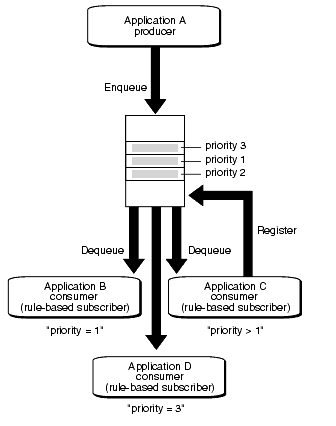 Application A
producer
Enqueue
priority 3
priority 1
priority 2
Register
Dequeue
Dequeue
Application B
consumer
(rule-based subscriber)
"priority = 1"
Application C
consumer
(rule-based subscriber)
"priority > 1"
Application D
consumer
(rule-based subscriber)
"priority = 3"